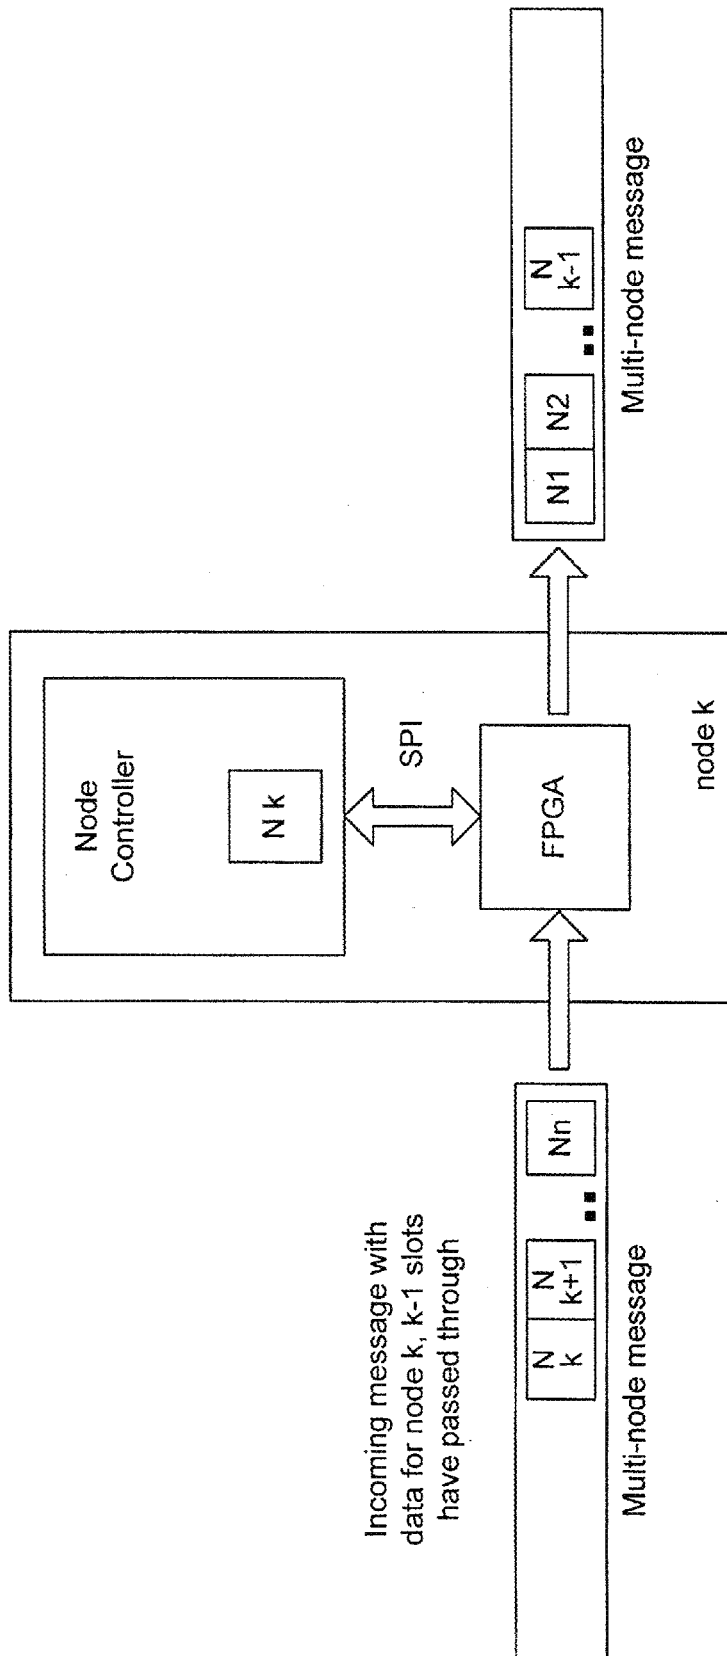 Node
Controller
N k
SPI
FPGA
node k
Incoming message with
data for node k, k-1 slots
have passed through
N
k
N
k+1
Nn
Multi-node message
N1
N2
N
k-1
Multi-node message